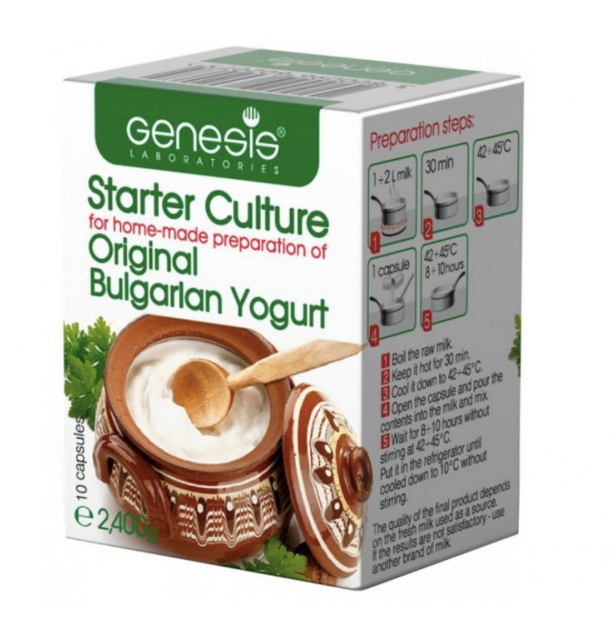 Genesis®
LABORATORIES
Starter Culture
for home-made preparation of
Original
Bulgarian Yogurt
10 capsules
e 2,400g
Preparation steps:
1÷2 L milk
30 min
42÷45°C
1
2
3
1 capsule
42÷45°C
8÷10 hours
4
5
1 Boil the raw milk.
2 Keep it hot for 30 min.
3 Cool it down to 42÷45°C.
4 Open the capsule and pour the
contents into the milk and mix.
5 Wait for 8÷10 hours without
stirring at 42÷45°C.
Put it in the refrigerator until
cooled down to 10°C without
stirring.
The quality of the final product depends
on the fresh milk used as a source.
If the results are not satisfactory - use
another brand of milk.